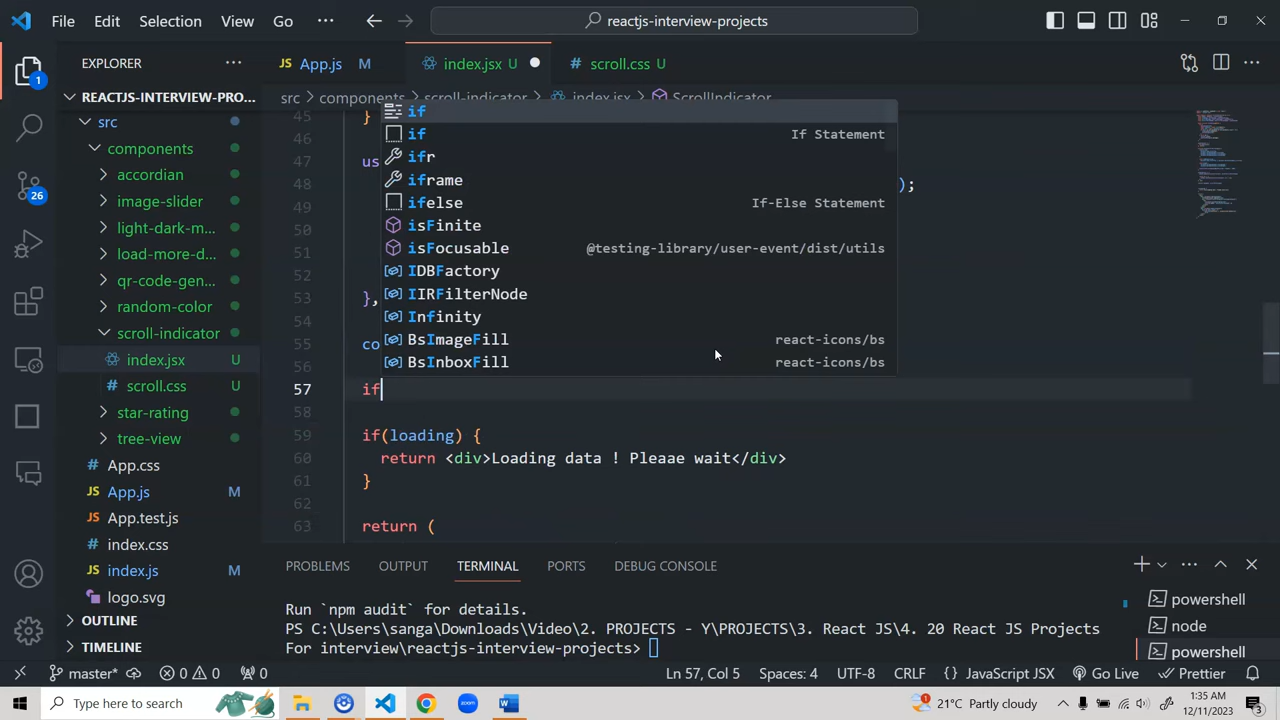 File Edit Selection View Go ··· reactjs-interview-projects
EXPLORER ··· App.js M index.jsx U scroll.css U ···
REACTJS-INTERVIEW-PRO... src > components > scroll-indicator > index.jsx > ScrollIndicator
src
components
accordian
image-slider
light-dark-m...
load-more-d...
qr-code-gen...
random-color
scroll-indicator
index.jsx U
scroll.css U
star-rating
tree-view
App.css
App.js M
App.test.js
index.css
index.js M
logo.svg
OUTLINE
TIMELINE
1
26
45 }
46
47 us
48 );
49
50
51
52
53 },
54
55 co
56
57 if
58
59 if(loading) {
60 return <div>Loading data ! Pleaae wait</div>
61 }
62
63 return (
if
if If Statement
ifr
iframe
ifelse If-Else Statement
isFinite
isFocusable @testing-library/user-event/dist/utils
IDBFactory
IIRFilterNode
Infinity
BsImageFill react-icons/bs
BsInboxFill react-icons/bs
PROBLEMS OUTPUT TERMINAL PORTS DEBUG CONSOLE ···
Run `npm audit` for details.
PS C:\Users\sanga\Downloads\Video\2. PROJECTS - Y\PROJECTS\3. React JS\4. 20 React JS Projects
For interview\reactjs-interview-projects>
powershell
node
powershell
master* 0 0 0 Ln 57, Col 5 Spaces: 4 UTF-8 CRLF {} JavaScript JSX Go Live Prettier
Type here to search 21°C Partly cloudy 1:35 AM
12/11/2023
3